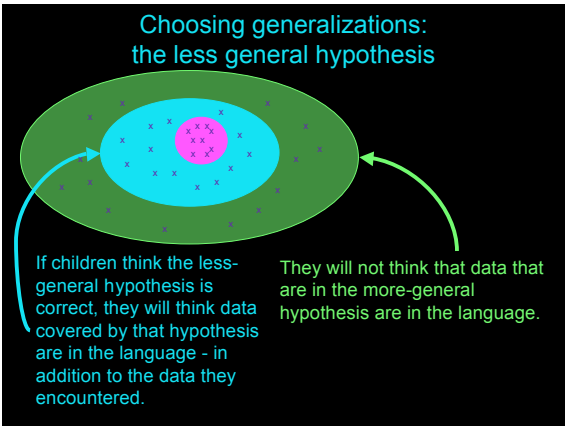 Choosing generalizations:
the less general hypothesis
If children think the less-
general hypothesis is
correct, they will think data
covered by that hypothesis
are in the language - in
addition to the data they
encountered.
They will not think that data that
are in the more-general
hypothesis are in the language.